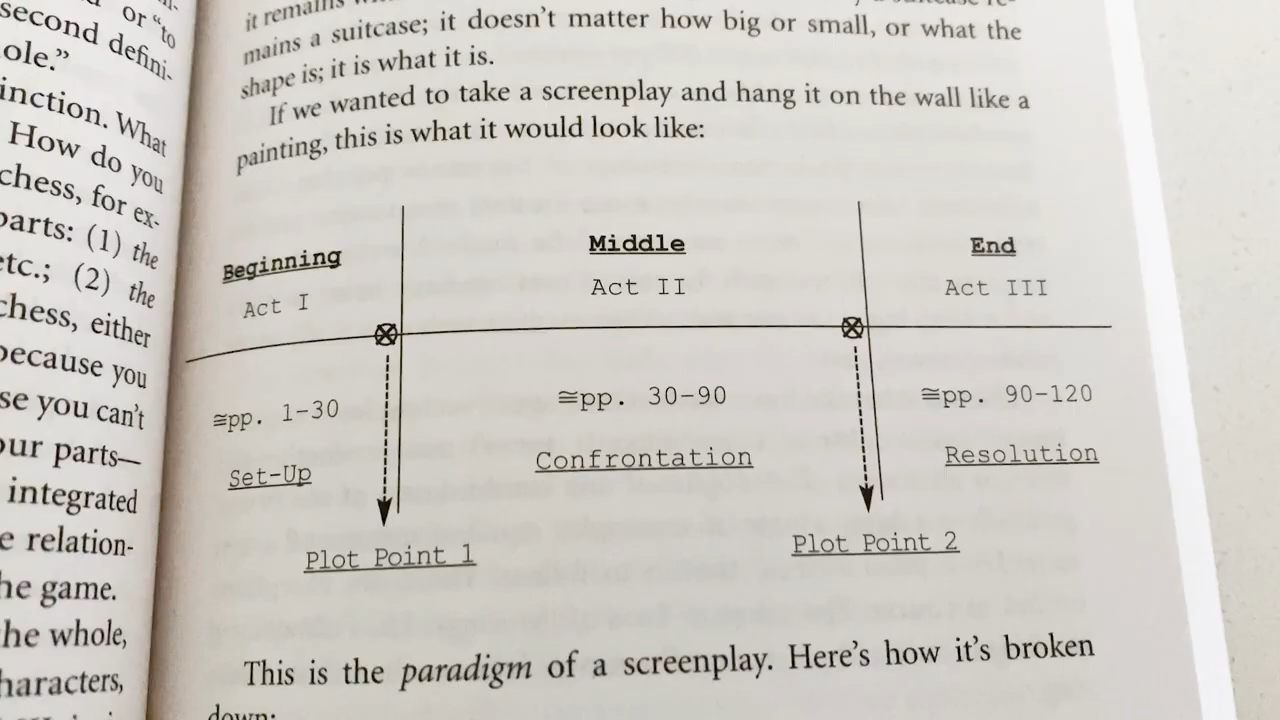 or “to
second defini-
ole.”
inction. What
How do you
chess, for ex-
parts: (1) the
etc.; (2) the
chess, either
because you
se you can’t
our parts—
integrated
e relation-
he game.
the whole,
haracters,
it remains
mains a suitcase; it doesn’t matter how big or small, or what the
shape is; it is what it is.
If we wanted to take a screenplay and hang it on the wall like a
painting, this is what it would look like:
Beginning
Act I
Middle
Act II
End
Act III
≅pp. 1-30
≅pp. 30-90
≅pp. 90-120
Set-Up
Confrontation
Resolution
Plot Point 1
Plot Point 2
This is the paradigm of a screenplay. Here’s how it’s broken
down: